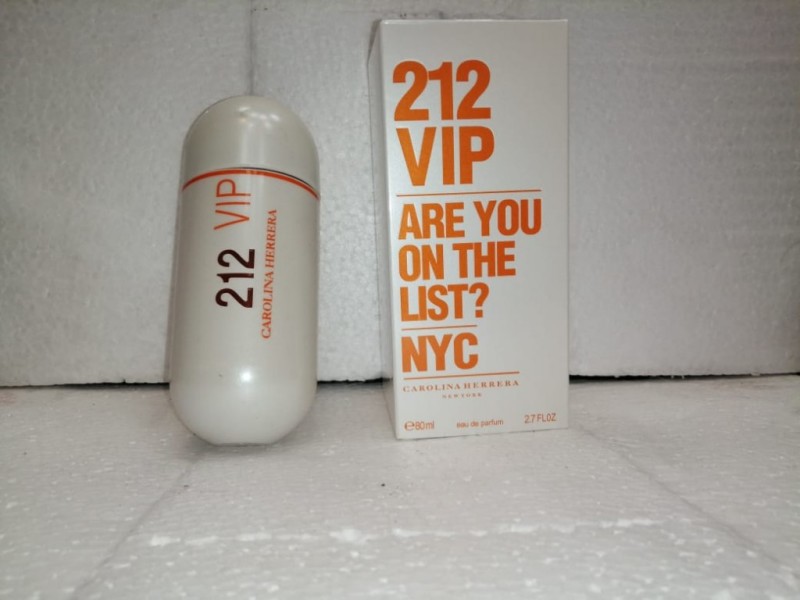 212 VIP
CAROLINA HERRERA
212
VIP
ARE YOU
ON THE
LIST?
NYC
CAROLINA HERRERA
NEW YORK
℮80ml eau de parfum 2.7 FL.OZ